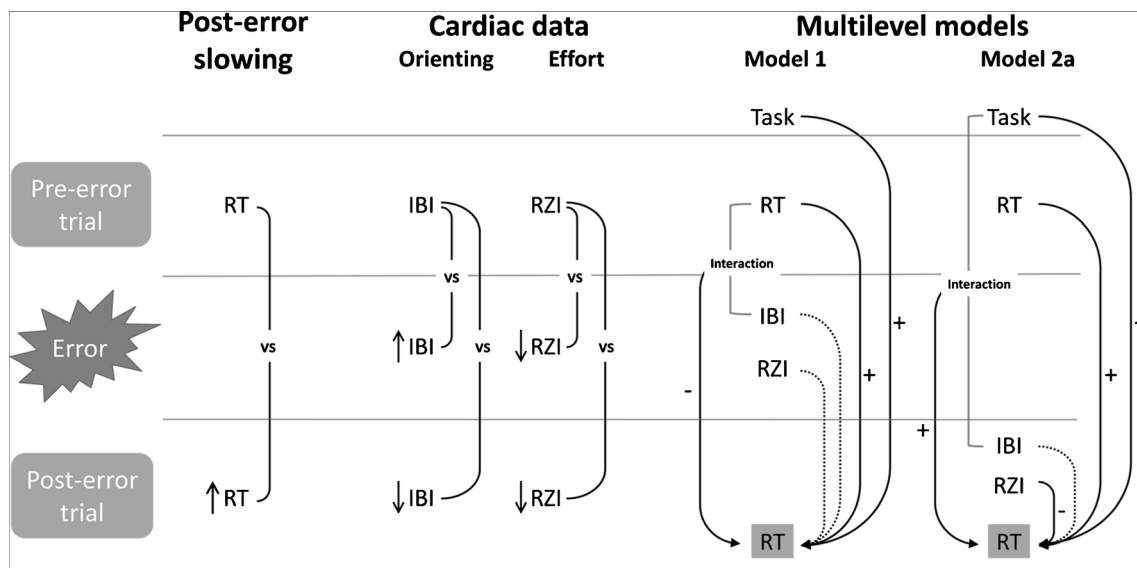 Post-error
slowing
Cardiac data
Multilevel models
Orenting
Effort
Model 1
Model 2a
Task
Task
Pre-error
trial
RT
IBI
RZI
RT
RT
vs
vs
Interaction
Interaction
Error
vs
↑ IBI
vs
↓ RZI
vs
IBI
RZI
+
-
+
-
+
+
Post-error
trial
↑ RT
↓ IBI
↓ RZI
RT
IBI
RZI
-
RT